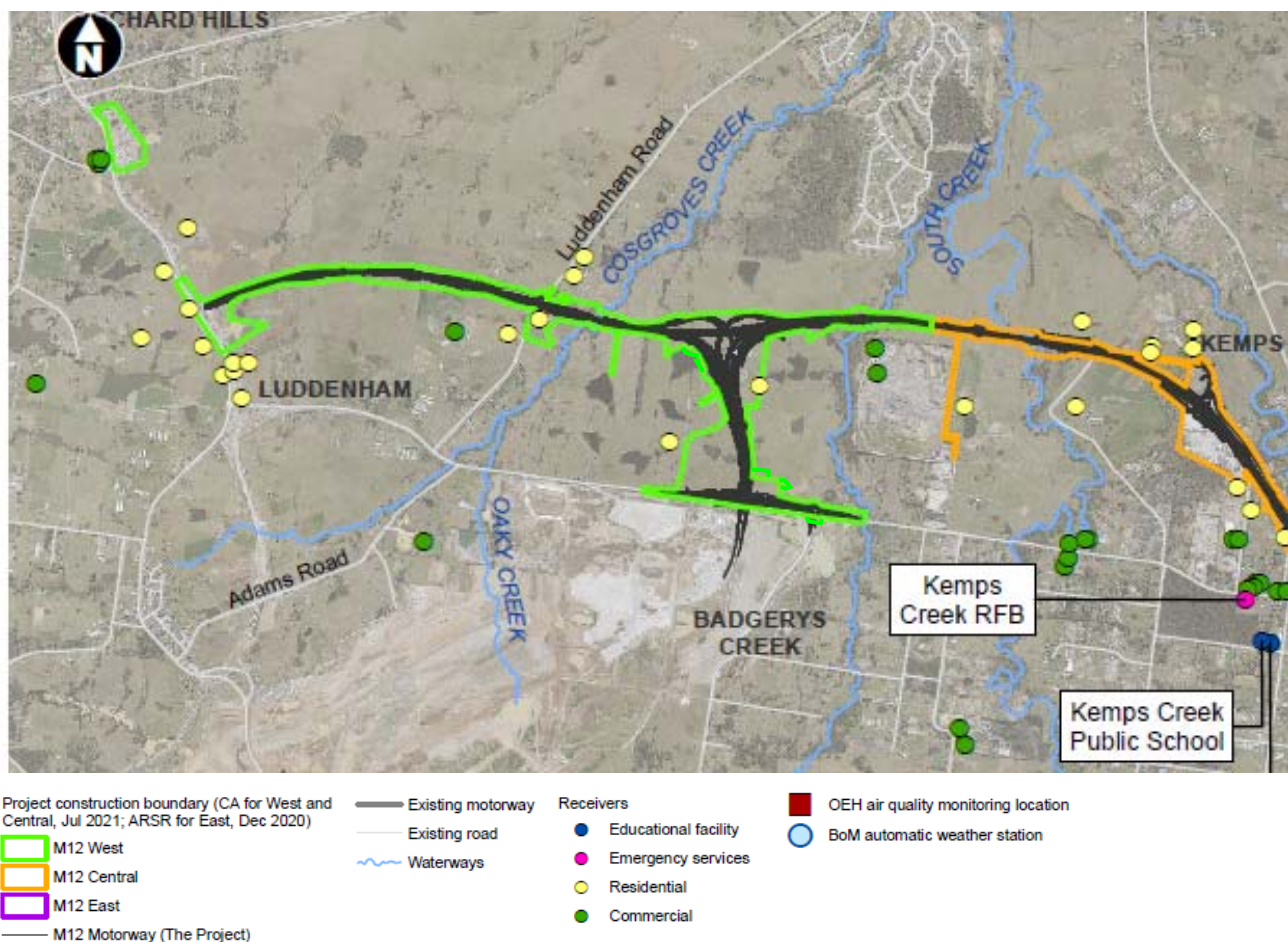 CHARD HILLS
N
Luddenham Road
COSGROVES CREEK
SOUTH CREEK
KEMPS
LUDDENHAM
OAKY CREEK
Adams Road
Kemps
Creek RFB
BADGERYS
CREEK
Kemps Creek
Public School
Project construction boundary (CA for West and
Central, Jul 2021; ARSR for East, Dec 2020)
M12 West
M12 Central
M12 East
M12 Motorway (The Project)
Existing motorway
Existing road
Waterways
Receivers
Educational facility
Emergency services
Residential
Commercial
OEH air quality monitoring location
BoM automatic weather station